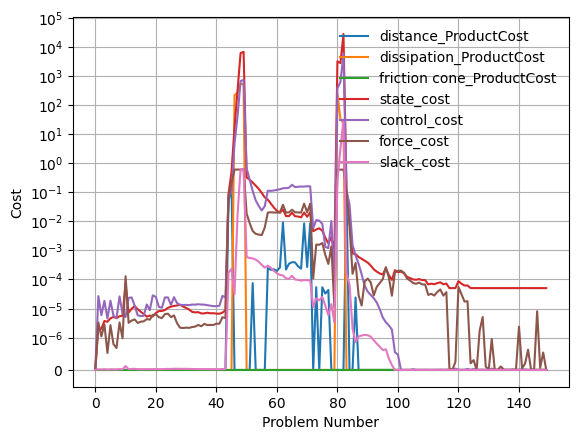 10^5
10^4
10^3
10^2
10^1
10^0
10^-1
10^-2
10^-3
10^-4
10^-5
10^-6
0
Cost
distance_ProductCost
dissipation_ProductCost
friction cone_ProductCost
state_cost
control_cost
force_cost
slack_cost
0 20 40 60 80 100 120 140
Problem Number